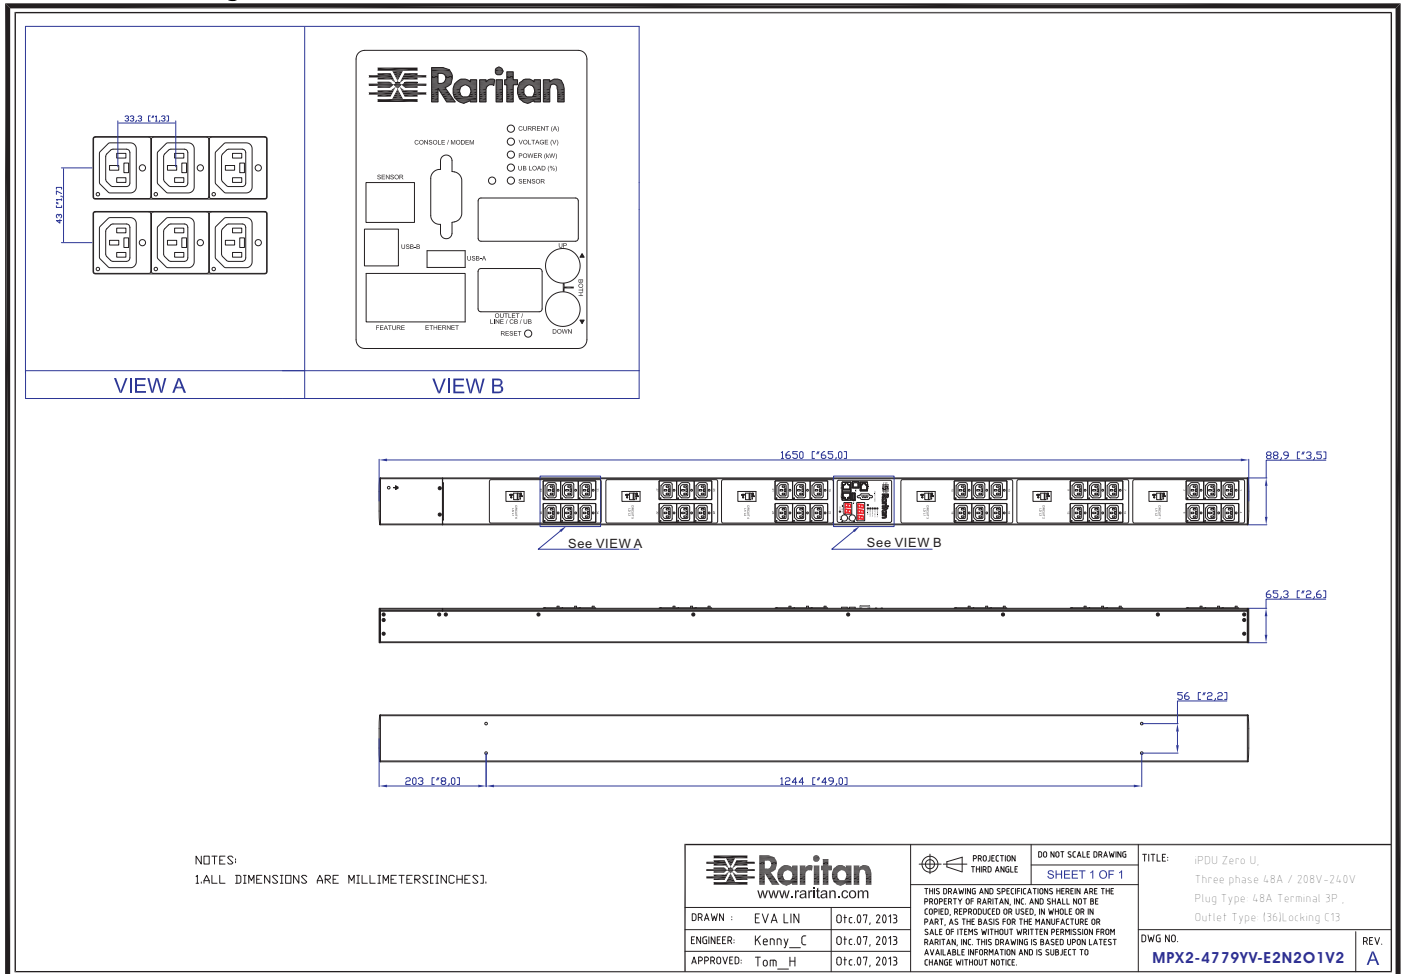 Raritan
CURRENT (A)
CONSOLE / MODEM
VOLTAGE (V)
POWER (kW)
UB LOAD (%)
SENSOR
SENSOR
USB-B
USB-A
UP
BOTH
OUTLET /
LINE / CB / UB
FEATURE
ETHERNET
RESET
DOWN
33,3 ["1,3]
43 ["1,7]
VIEW A
VIEW B
1650 ["65,0]
88,9 ["3,5]
Raritan
See VIEW A
See VIEW B
65,3 ["2,6]
56 ["2,2]
203 ["8,0]
1244 ["49,0]
NOTES:
1.ALL DIMENSIONS ARE MILLIMETERS[INCHES].
Raritan
www.raritan.com
DRAWN : EVA LIN Otc.07, 2013
ENGINEER: Kenny__C Otc.07, 2013
APPROVED: Tom__H Otc.07, 2013
PROJECTION
THIRD ANGLE
DO NOT SCALE DRAWING
SHEET 1 OF 1
THIS DRAWING AND SPECIFICATIONS HEREIN ARE THE
PROPERTY OF RARITAN, INC. AND SHALL NOT BE
COPIED, REPRODUCED OR USED, IN WHOLE OR IN
PART, AS THE BASIS FOR THE MANUFACTURE OR
SALE OF ITEMS WITHOUT WRITTEN PERMISSION FROM
RARITAN, INC. THIS DRAWING IS BASED UPON LATEST
AVAILABLE INFORMATION AND IS SUBJECT TO
CHANGE WITHOUT NOTICE.
TITLE:
iPDU Zero U,
Three phase 48A / 208V-240V
Plug Type: 48A Terminal 3P ,
Outlet Type: (36)Locking C13
DWG NO.
MPX2-4779YV-E2N2O1V2
REV.
A